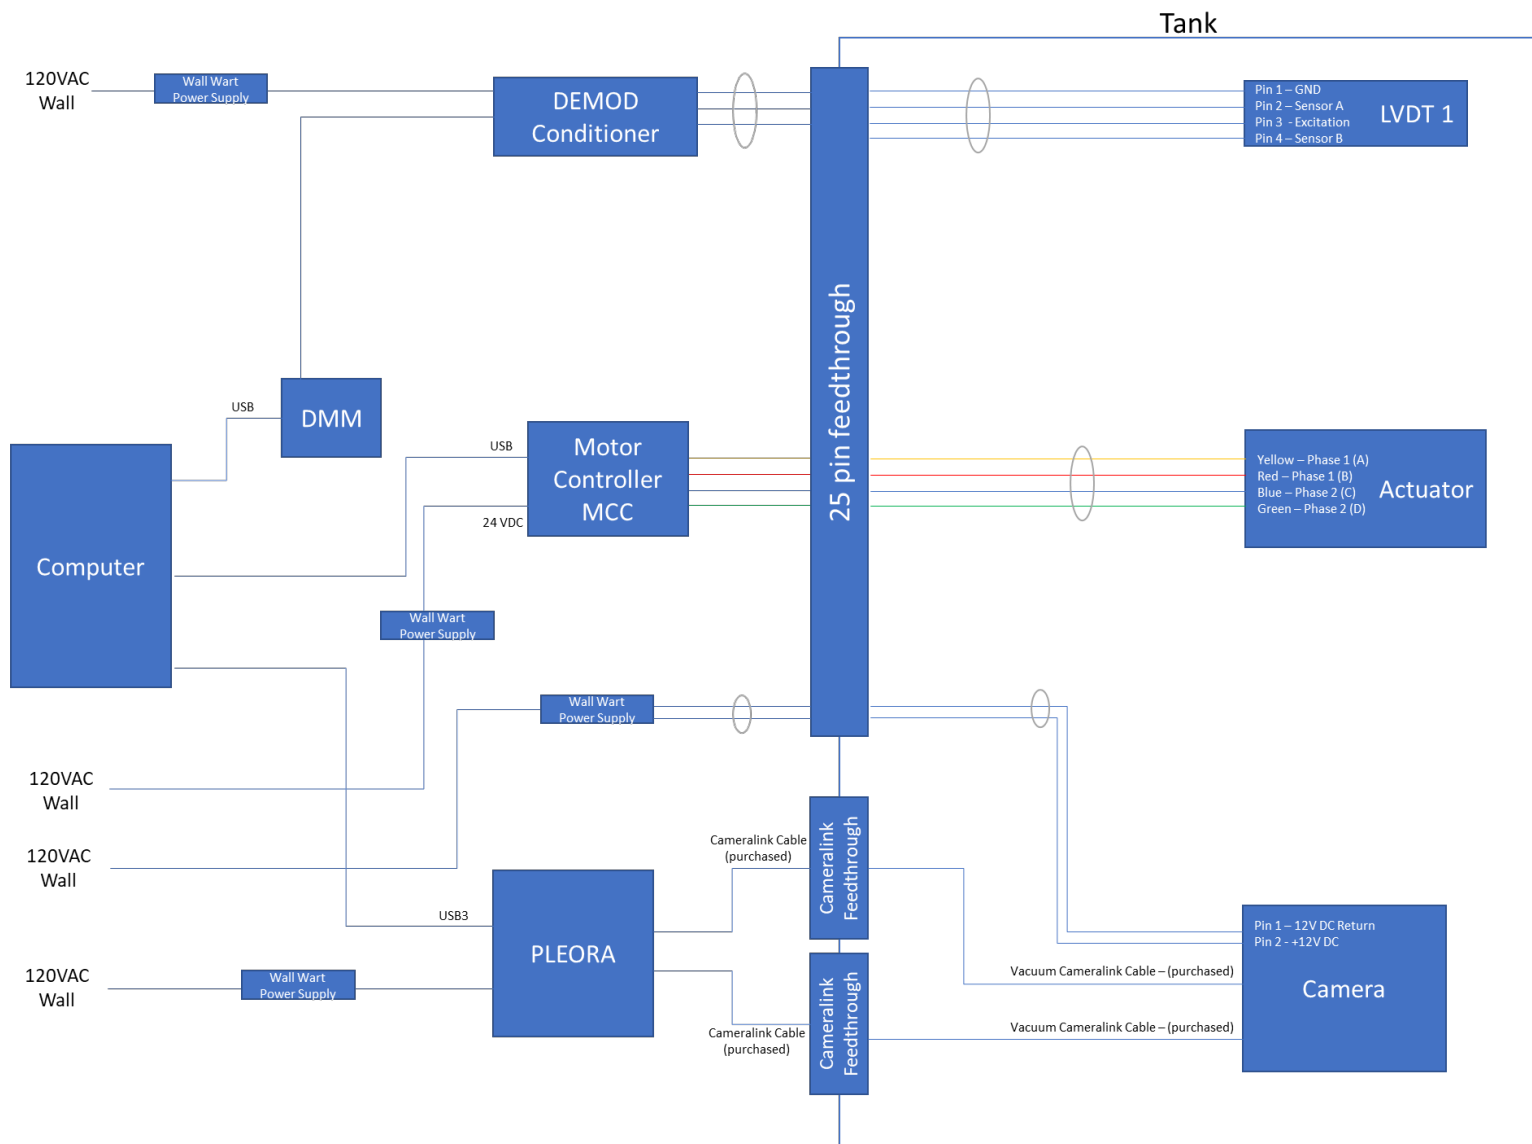 Tank
120VAC
Wall
Wall Wart
Power Supply
DEMOD
Conditioner
Pin 1 – GND
Pin 2 – Sensor A
Pin 3  - Excitation
Pin 4 – Sensor B
LVDT 1
25 pin feedthrough
USB
DMM
Computer
USB
24 VDC
Motor
Controller
MCC
Yellow – Phase 1 (A)
Red – Phase 1 (B)
Blue – Phase 2 (C)
Green – Phase 2 (D)
Actuator
Wall Wart
Power Supply
Wall Wart
Power Supply
120VAC
Wall
120VAC
Wall
Cameralink Cable
(purchased)
Cameralink
Feedthrough
USB3
PLEORA
Pin 1 – 12V DC Return
Pin 2 - +12V DC
Camera
Vacuum Cameralink Cable – (purchased)
120VAC
Wall
Wall Wart
Power Supply
Cameralink Cable
(purchased)
Cameralink
Feedthrough
Vacuum Cameralink Cable – (purchased)